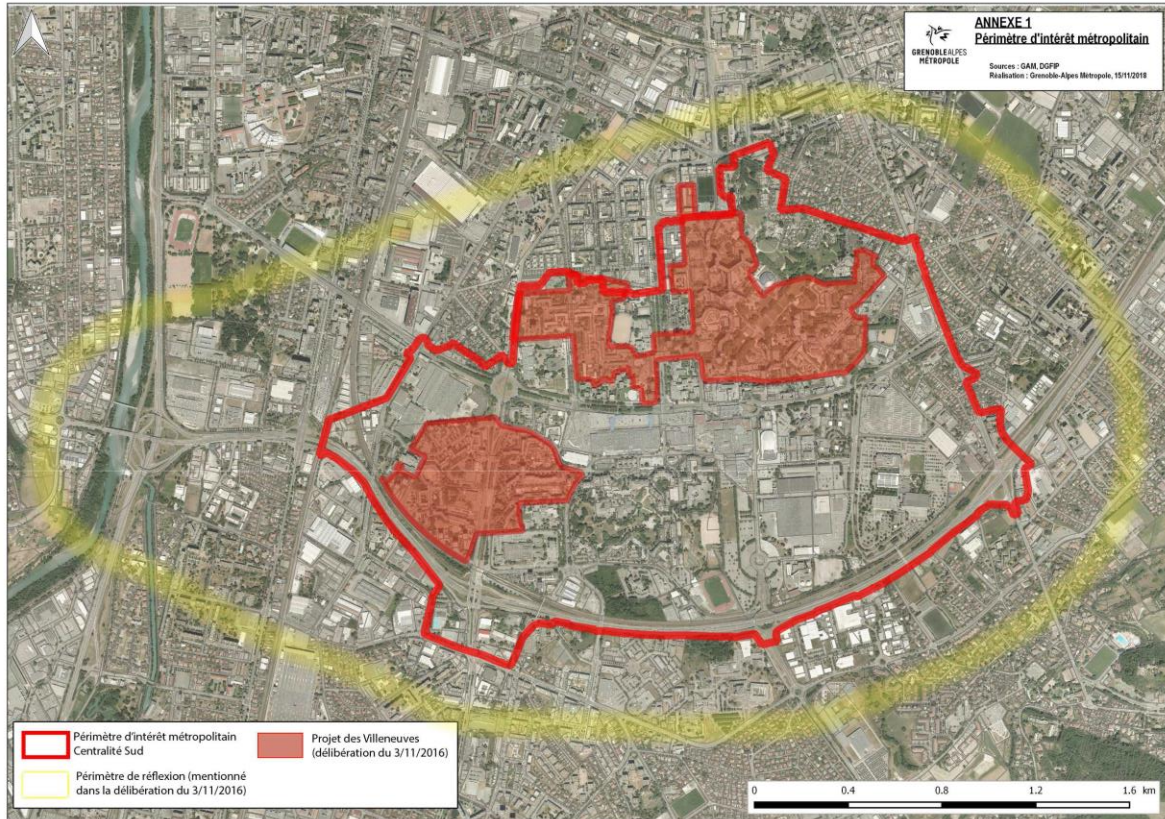 ANNEXE 1
Périmètre d'intérêt métropolitain
GRENOBLEALPES
MÉTROPOLE
Sources : GAM, DGFIP
Réalisation : Grenoble-Alpes Métropole, 15/11/2018
Périmètre d'intérêt métropolitain
Centralité Sud
Projet des Villeneuves
(délibération du 3/11/2016)
Périmètre de réflexion (mentionné
dans la délibération du 3/11/2016)
0 0.4 0.8 1.2 1.6 km